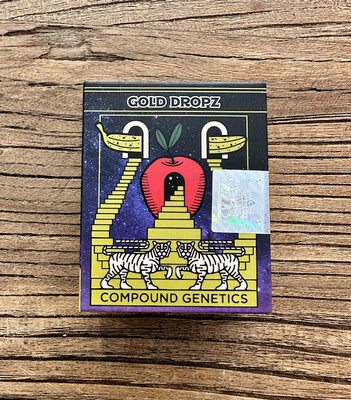 GOLD DROPZ
COMPOUND GENETICS